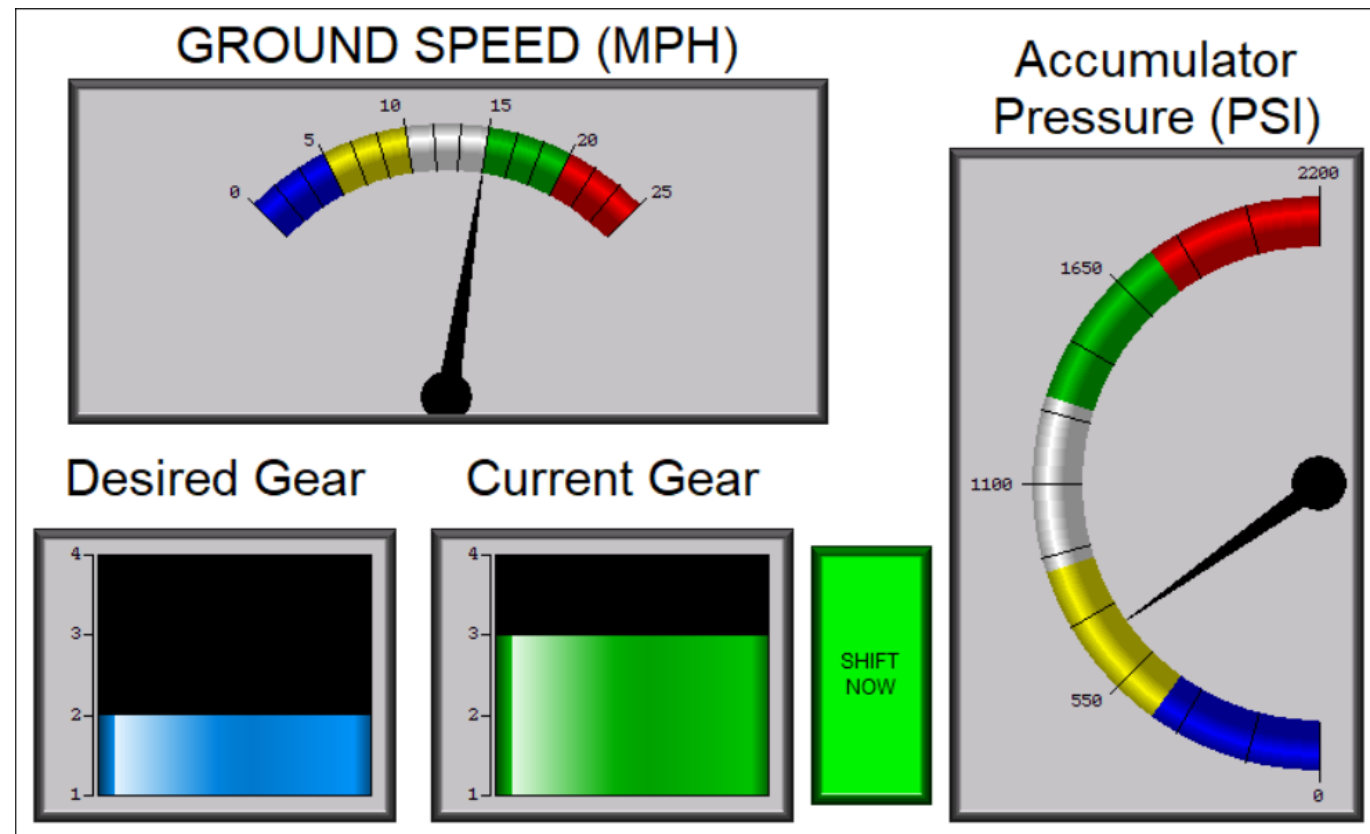 GROUND SPEED (MPH)
0
5
10
15
20
25
Accumulator
Pressure (PSI)
2200
1650
1100
550
0
Desired Gear
4
3
2
1
Current Gear
4
3
2
1
SHIFT
NOW